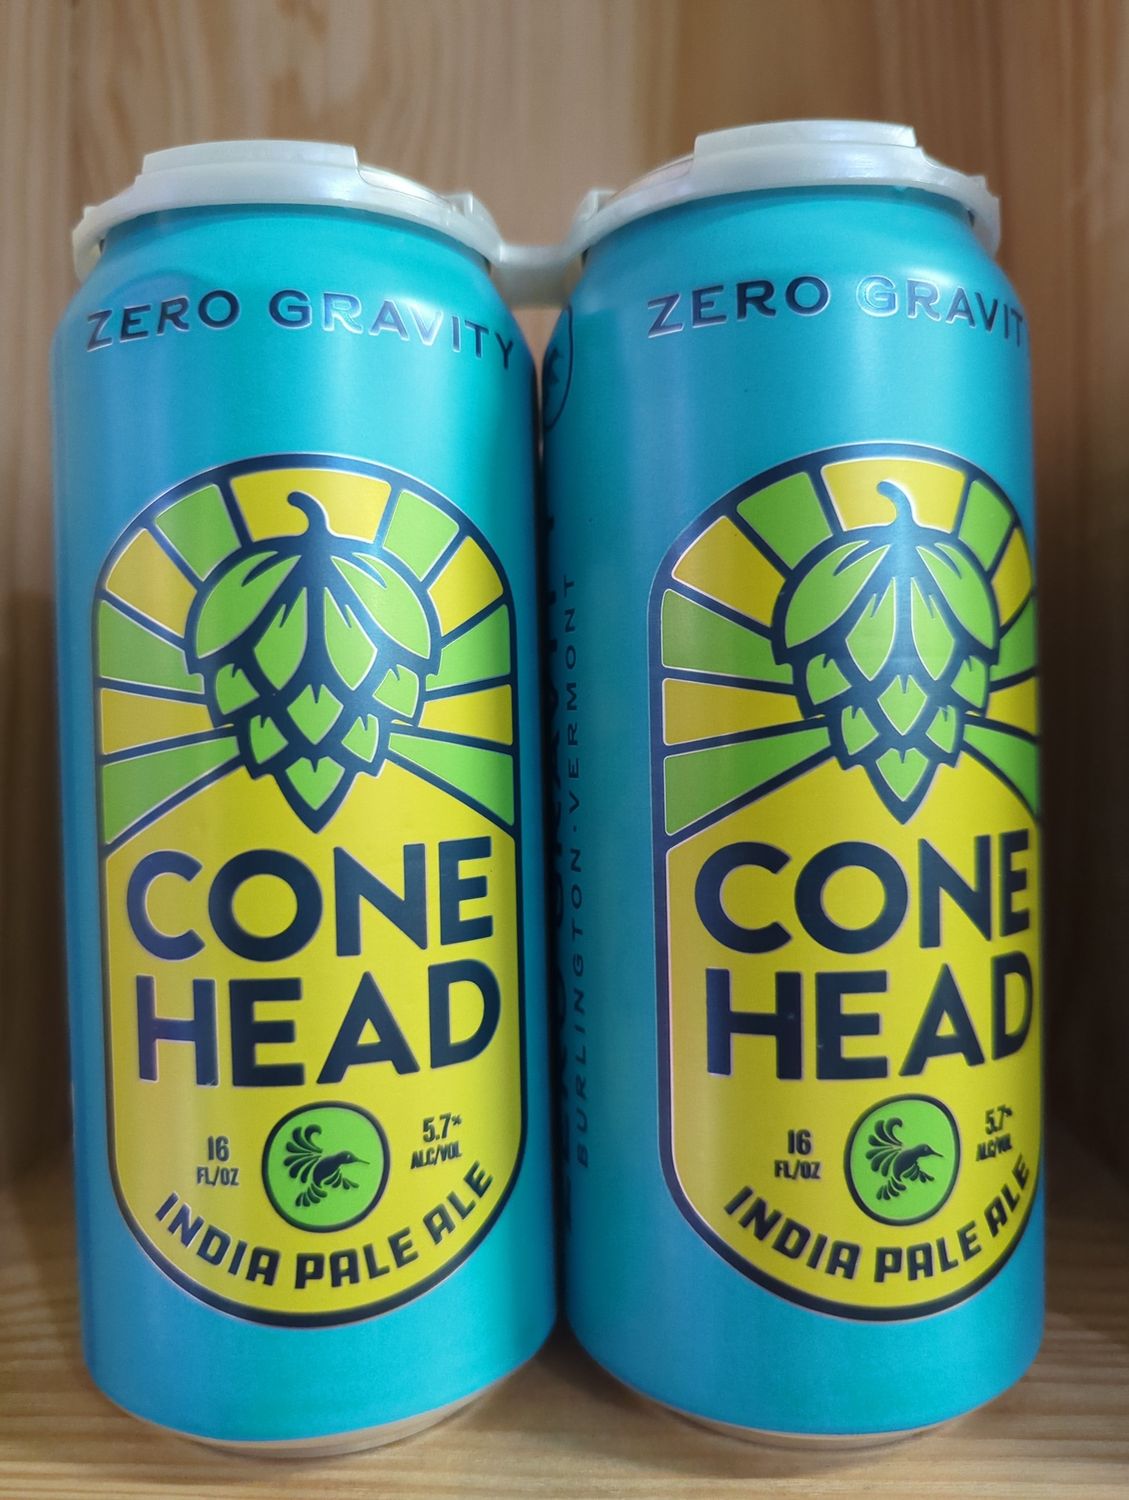 ZERO GRAVITY
CONE
HEAD
16
FL/OZ
5.7%
ALC/VOL
INDIA PALE ALE
BURLINGTON·VERMONT
ZERO GRAVIT
CONE
HEAD
16
FL/OZ
5.7%
ALC/VOL
INDIA PALE ALE